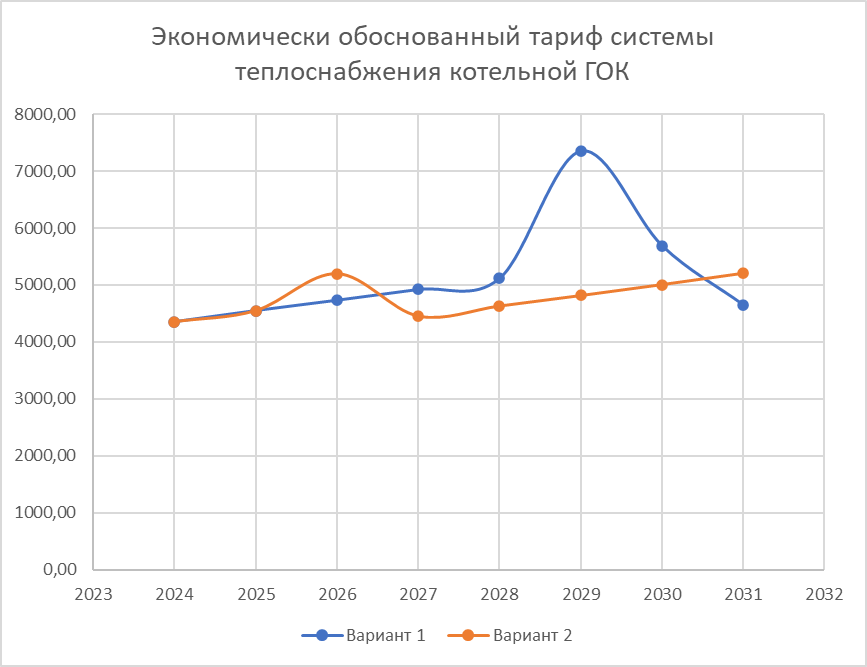 Экономически обоснованный тариф системы
теплоснабжения котельной ГОК
8000,00
7000,00
6000,00
5000,00
4000,00
3000,00
2000,00
1000,00
0,00
2023 2024 2025 2026 2027 2028 2029 2030 2031 2032
Вариант 1 Вариант 2